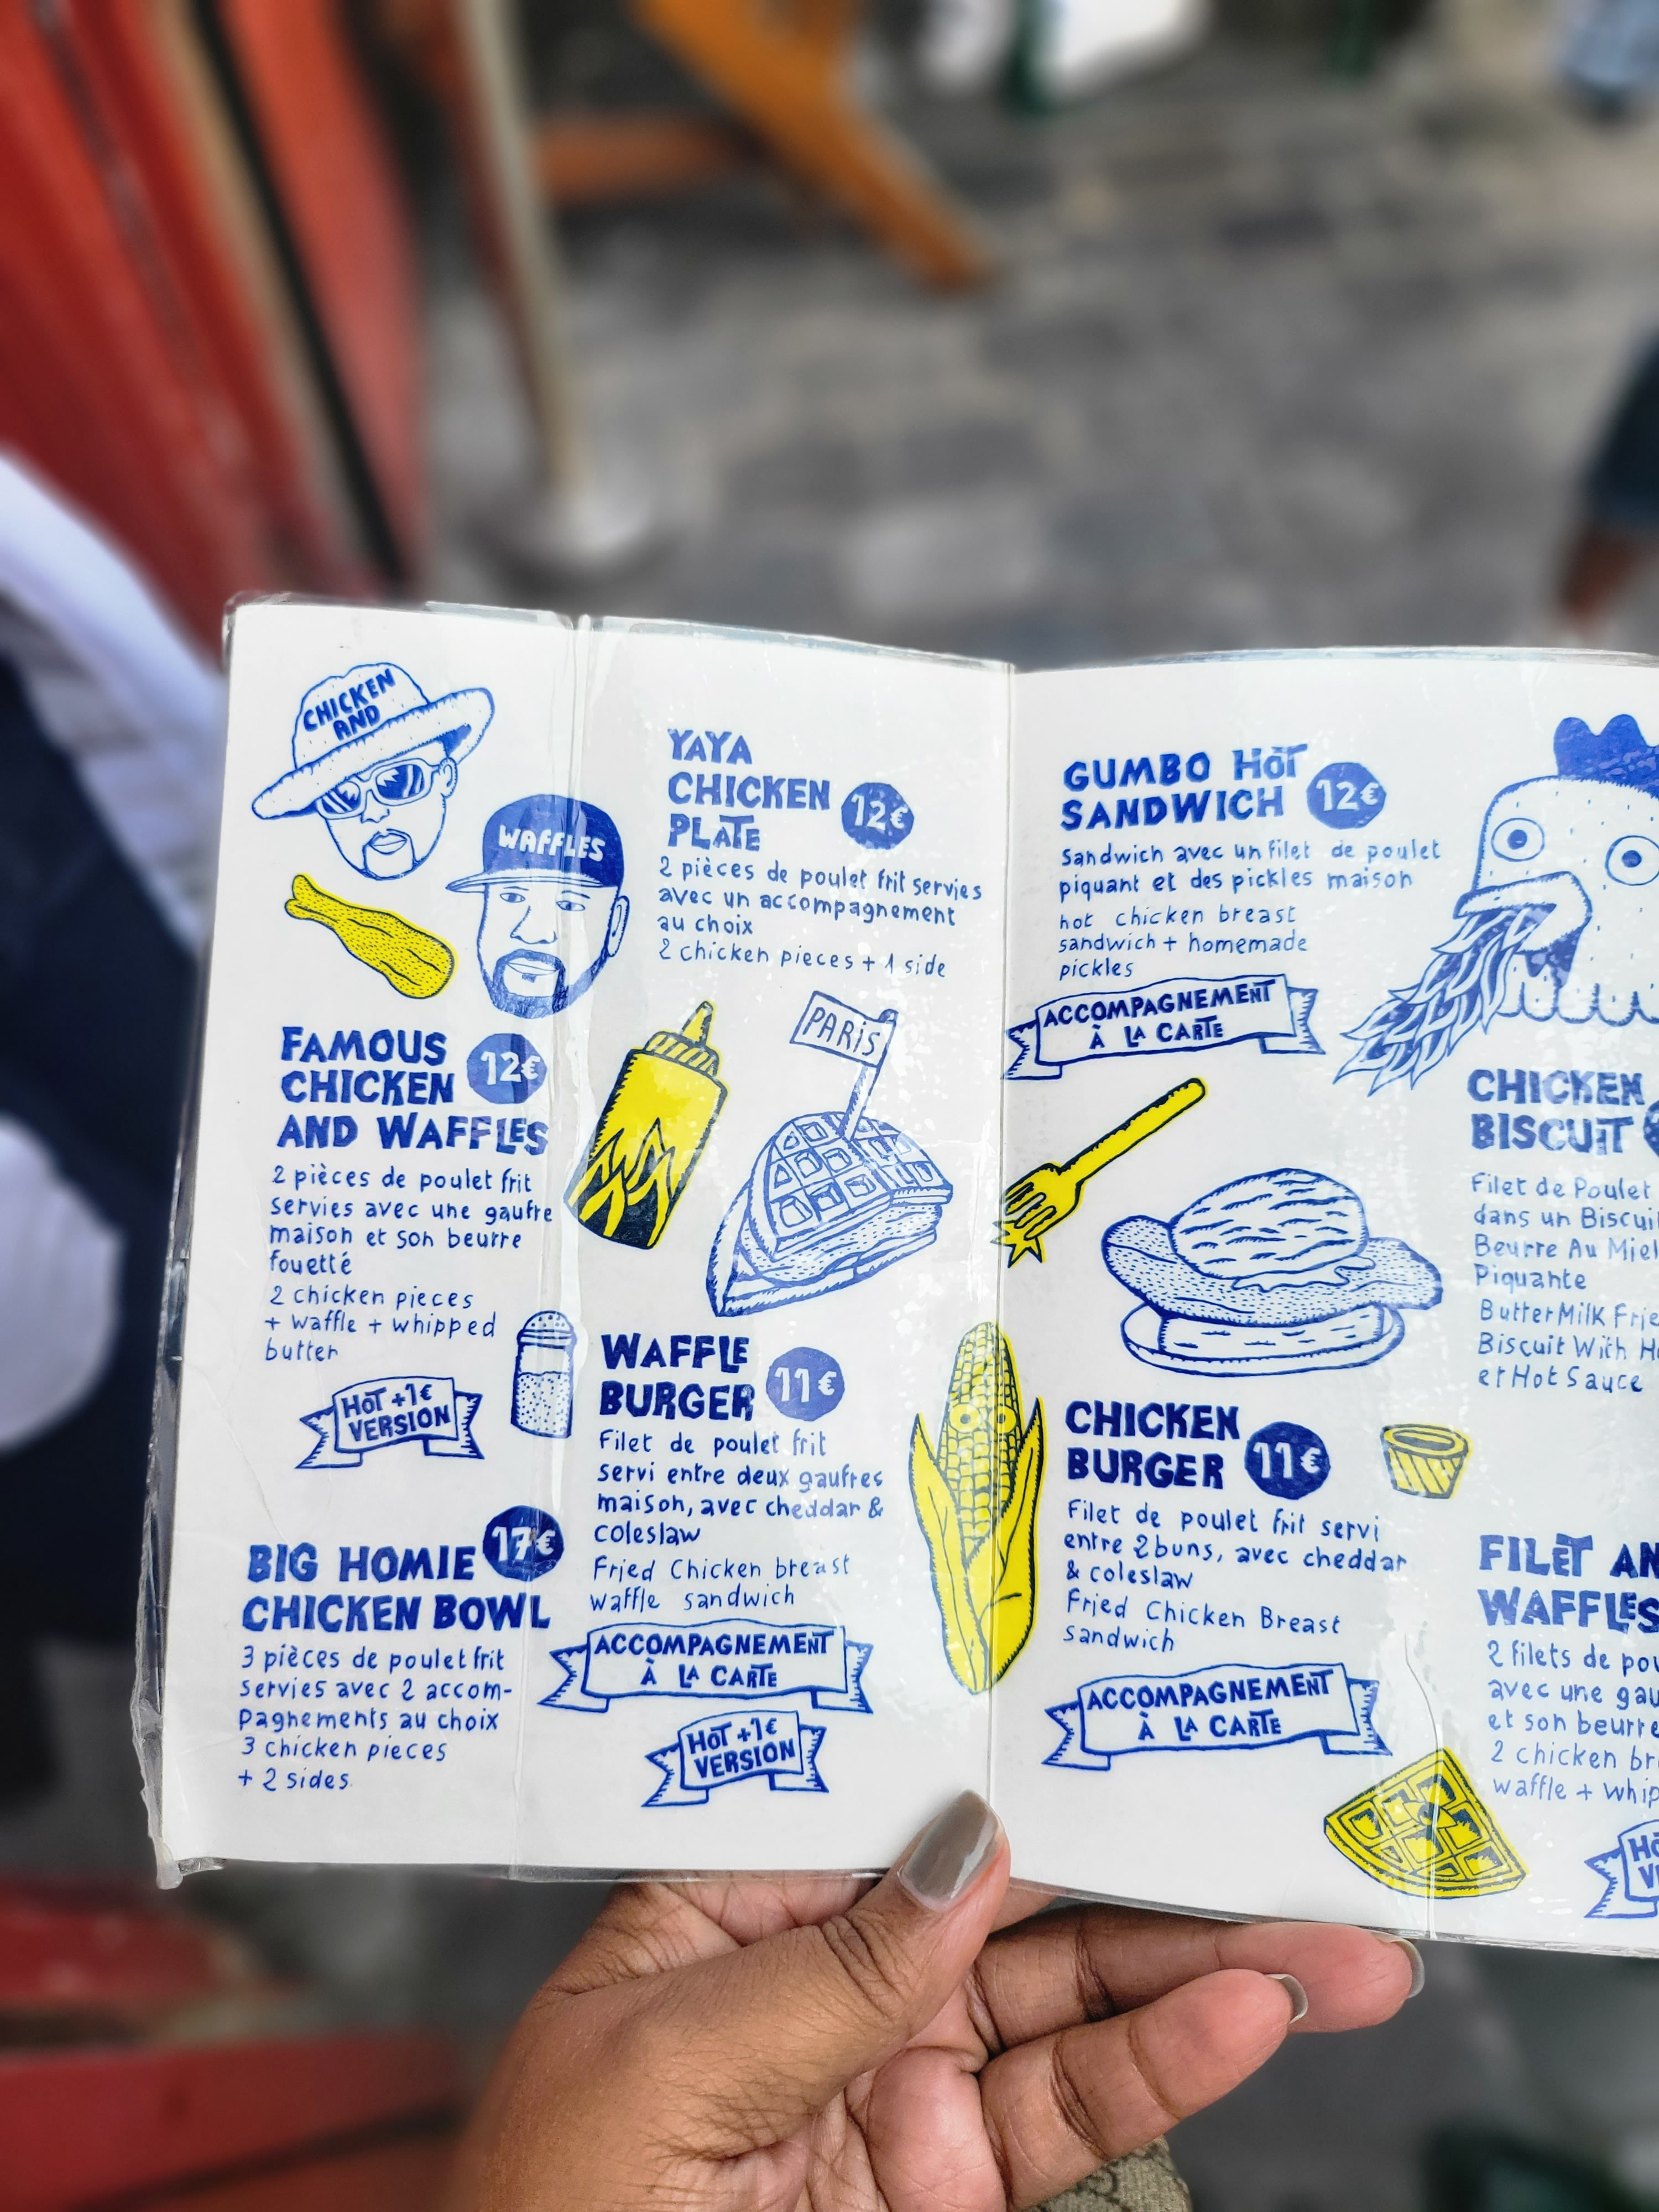 CHICKEN
AND
WAFFLES
FAMOUS
CHICKEN
AND WAFFLES
12€
2 pièces de poulet frit
servies avec une gaufre
maison et son beurre
fouetté
2 chicken pieces
+ waffle + whipped
butter
HOT +1€
VERSION
BIG HOMIE
CHICKEN BOWL
17€
3 pièces de poulet frit
servies avec 2 accom-
pagnements au choix
3 chicken pieces
+ 2 sides
YAYA
CHICKEN
PLATE
12€
2 pièces de poulet frit servies
avec un accompagnement
au choix
2 chicken pieces + 1 side
PARIS
WAFFLE
BURGER
11€
Filet de poulet frit
servi entre deux gaufres
maison, avec cheddar &
coleslaw
Fried Chicken breast
waffle sandwich
ACCOMPAGNEMENT
À LA CARTE
HOT +1€
VERSION
GUMBO HOT
SANDWICH
12€
Sandwich avec un filet de poulet
piquant et des pickles maison
hot chicken breast
sandwich + homemade
pickles
ACCOMPAGNEMENT
À LA CARTE
CHICKEN
BURGER
11€
Filet de poulet frit servi
entre 2 buns, avec cheddar
& coleslaw
Fried Chicken Breast
sandwich
ACCOMPAGNEMENT
À LA CARTE
CHICKEN
BISCUIT
Filet de Poulet
dans un
Beurre Au Miel
Piquante
ButterMilk
Biscuit With
et Hot Sauce
FILET
WAFFLES
2 filets de
avec une
et son beurre
2 chicken
waffle +